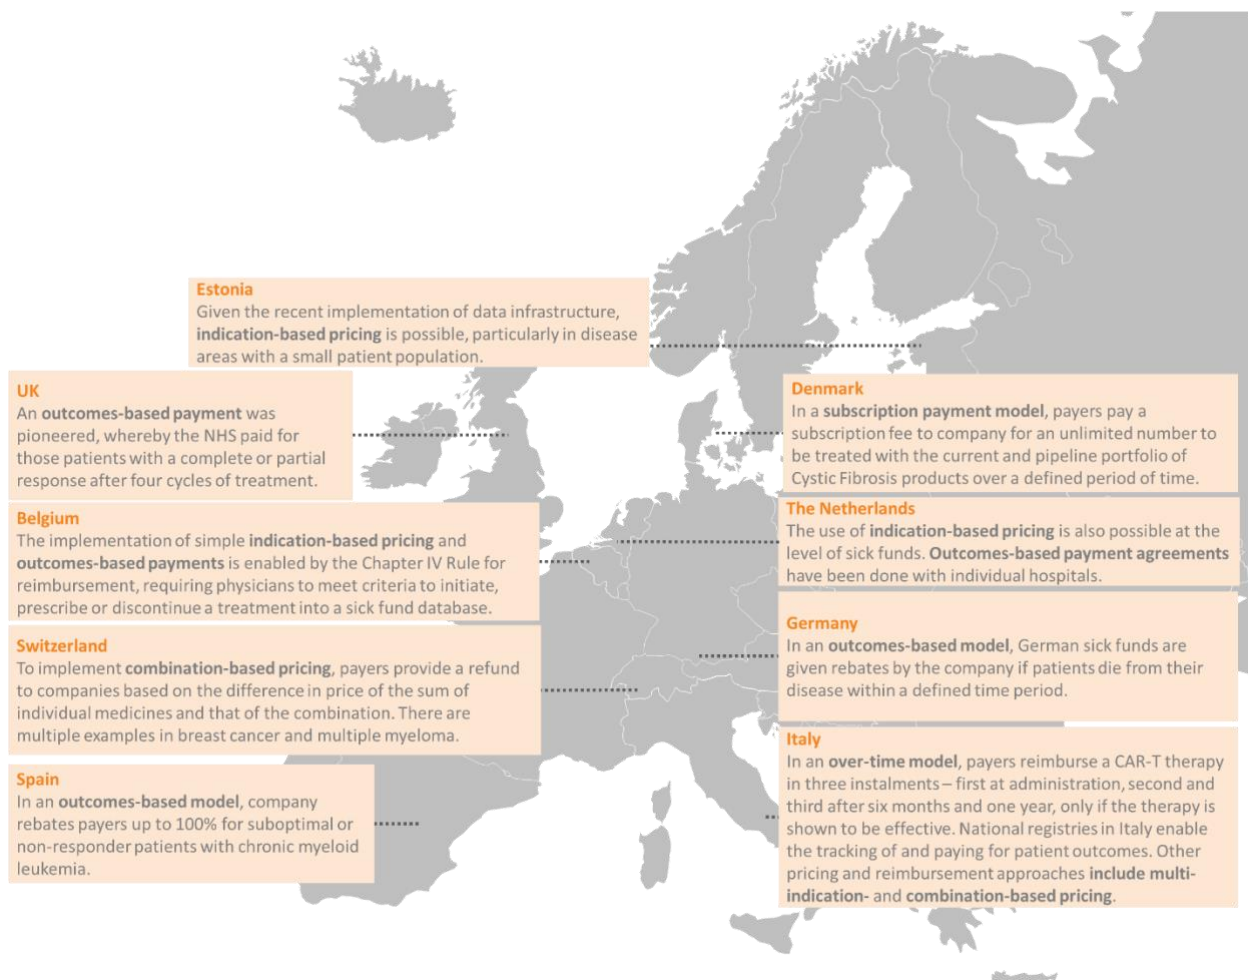 Estonia
Given the recent implementation of data infrastructure,
indication-based pricing is possible, particularly in disease
areas with a small patient population.
UK
An outcomes-based payment was
pioneered, whereby the NHS paid for
those patients with a complete or partial
response after four cycles of treatment.
Belgium
The implementation of simple indication-based pricing and
outcomes-based payments is enabled by the Chapter IV Rule for
reimbursement, requiring physicians to meet criteria to initiate,
prescribe or discontinue a treatment into a sick fund database.
Switzerland
To implement combination-based pricing, payers provide a refund
to companies based on the difference in price of the sum of
individual medicines and that of the combination. There are
multiple examples in breast cancer and multiple myeloma.
Spain
In an outcomes-based model, company
rebates payers up to 100% for suboptimal or
non-responder patients with chronic myeloid
leukemia.
Denmark
In a subscription payment model, payers pay a
subscription fee to company for an unlimited number to
be treated with the current and pipeline portfolio of
Cystic Fibrosis products over a defined period of time.
The Netherlands
The use of indication-based pricing is also possible at the
level of sick funds. Outcomes-based payment agreements
have been done with individual hospitals.
Germany
In an outcomes-based model, German sick funds are
given rebates by the company if patients die from their
disease within a defined time period.
Italy
In an over-time model, payers reimburse a CAR-T therapy
in three instalments – first at administration, second and
third after six months and one year, only if the therapy is
shown to be effective. National registries in Italy enable
the tracking of and paying for patient outcomes. Other
pricing and reimbursement approaches include multi-
indication- and combination-based pricing.